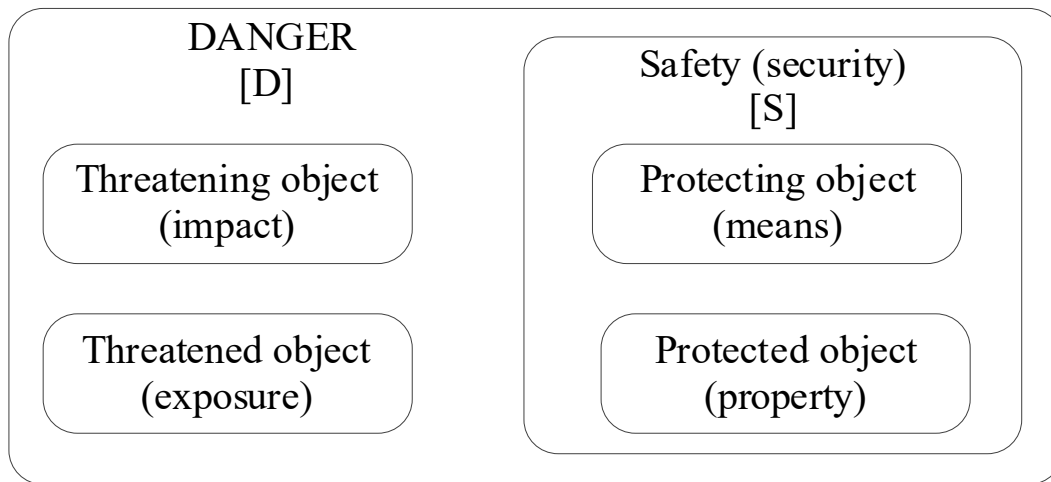 DANGER
[D]
Threatening object
(impact)
Threatened object
(exposure)
Safety (security)
[S]
Protecting object
(means)
Protected object
(property)